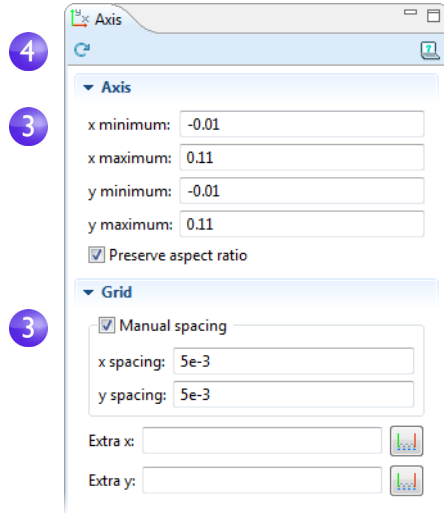 Axis
4
Axis
3
x minimum: -0.01
x maximum: 0.11
y minimum: -0.01
y maximum: 0.11
Preserve aspect ratio
Grid
3
Manual spacing
x spacing: 5e-3
y spacing: 5e-3
Extra x:
Extra y: